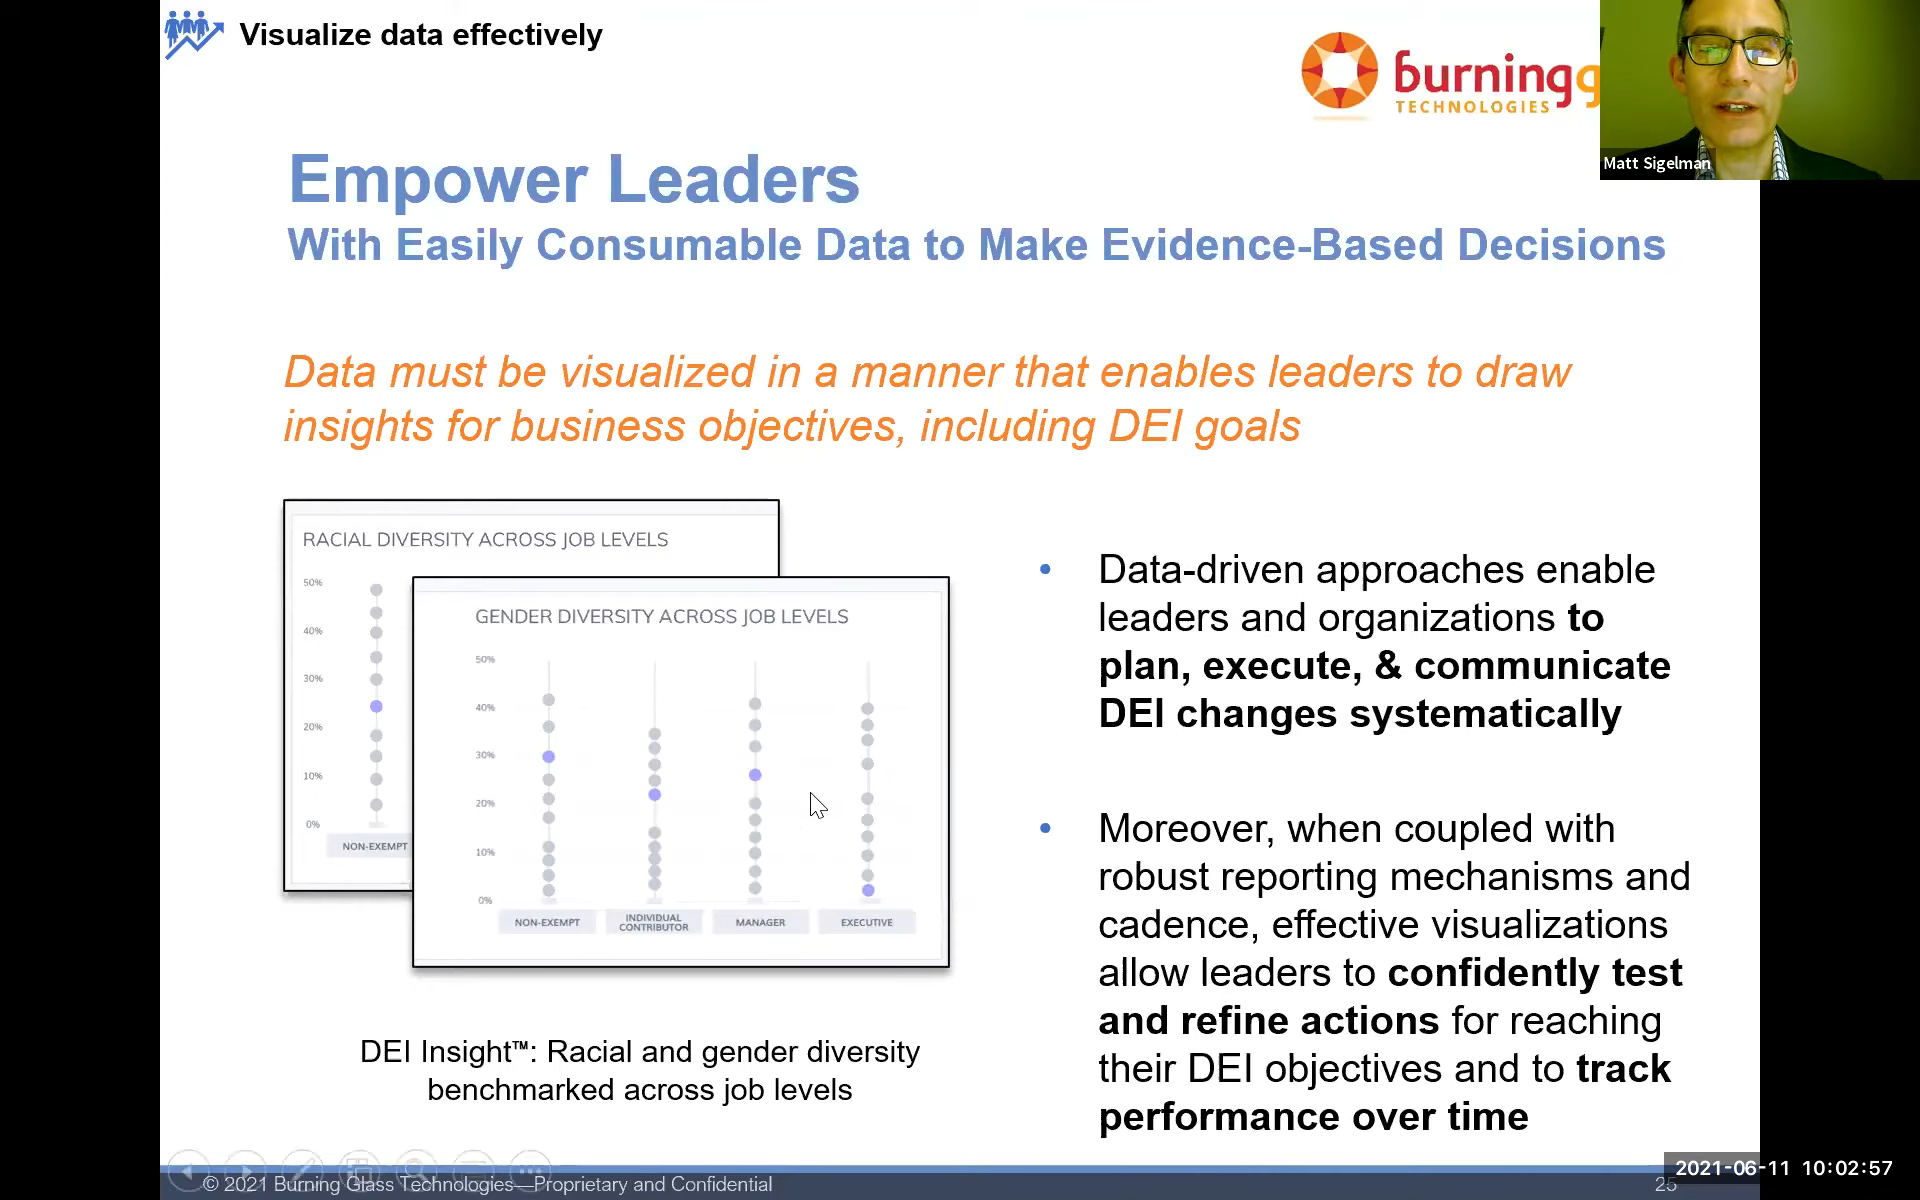 Visualize data effectively
burningg
TECHNOLOGIES
Matt Sigelman
Empower Leaders
With Easily Consumable Data to Make Evidence-Based Decisions
Data must be visualized in a manner that enables leaders to draw
insights for business objectives, including DEI goals
RACIAL DIVERSITY ACROSS JOB LEVELS
50%
40%
30%
20%
10%
0%
NON-EXEMPT
GENDER DIVERSITY ACROSS JOB LEVELS
50%
40%
30%
20%
10%
0%
NON-EXEMPT
INDIVIDUAL
CONTRIBUTOR
MANAGER
EXECUTIVE
DEI Insight™: Racial and gender diversity
benchmarked across job levels
• Data-driven approaches enable
leaders and organizations to
plan, execute, & communicate
DEI changes systematically
• Moreover, when coupled with
robust reporting mechanisms and
cadence, effective visualizations
allow leaders to confidently test
and refine actions for reaching
their DEI objectives and to track
performance over time
© 2021 Burning Glass Technologies—Proprietary and Confidential
25
2021-06-11 10:02:57